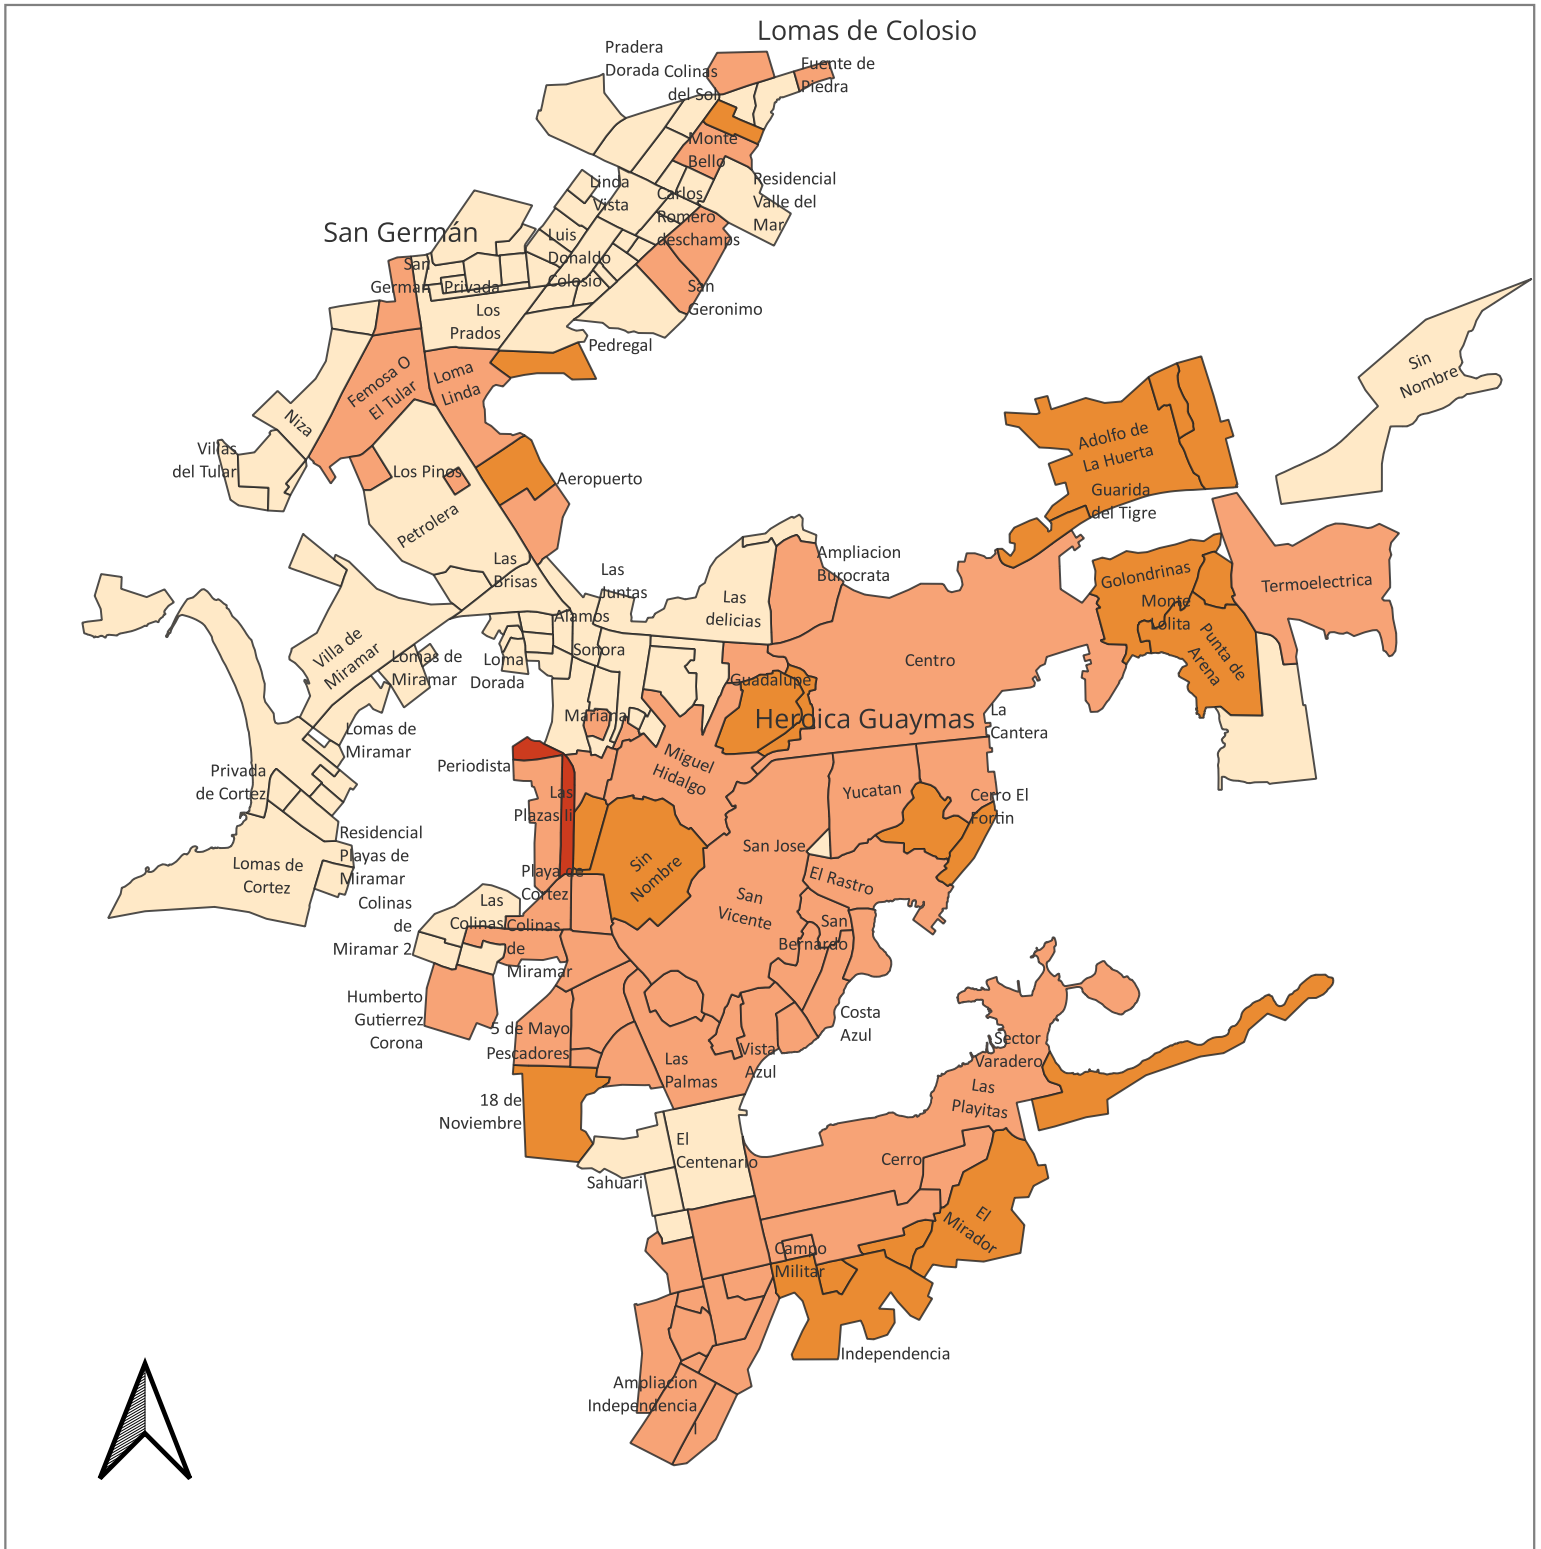 Lomas de Colosio
Pradera
Dorada
Colinas
del Sol
Fuente de
Piedra
Monte
Bello
Residencial
Valle del
Mar
Linda
Vista
Carlos
Romero
deschamps
San Germán
Luis
Donaldo
Colosio
San
German
Privada
San
Geronimo
Los
Prados
Pedregal
Femosa O
El Tular
Loma
Linda
Niza
Villas
del Tular
Los Pinos
Aeropuerto
Petrolera
Sin
Nombre
Adolfo de
La Huerta
Guarida
del Tigre
Las
Brisas
Las
Juntas
Ampliacion
Burocrata
Golondrinas
Termoelectrica
Monte
Lolita
Punta de
Arena
Las
delicias
Alamos
Sonora
Villa de
Miramar
Lomas de
Miramar
Loma
Dorada
Centro
Guadalupe
Mariana
Heroica Guaymas
La
Cantera
Lomas de
Miramar
Periodista
Miguel
Hidalgo
Privada
de Cortez
Las
Plazas Ii
Yucatan
Cerro El
Fortin
Residencial
Playas de
Miramar
San Jose
Lomas de
Cortez
Playa de
Cortez
Sin
Nombre
El Rastro
Colinas
de
Miramar 2
Las
Colinas
Colinas
de
Miramar
San
Vicente
San
Bernardo
Humberto
Gutierrez
Corona
5 de Mayo
Pescadores
Costa
Azul
Vista
Azul
Las
Palmas
Sector
Varadero
Las
Playitas
18 de
Noviembre
El
Centenario
Cerro
Sahuari
El
Mirador
Campo
Militar
Independencia
Ampliacion
Independencia
I